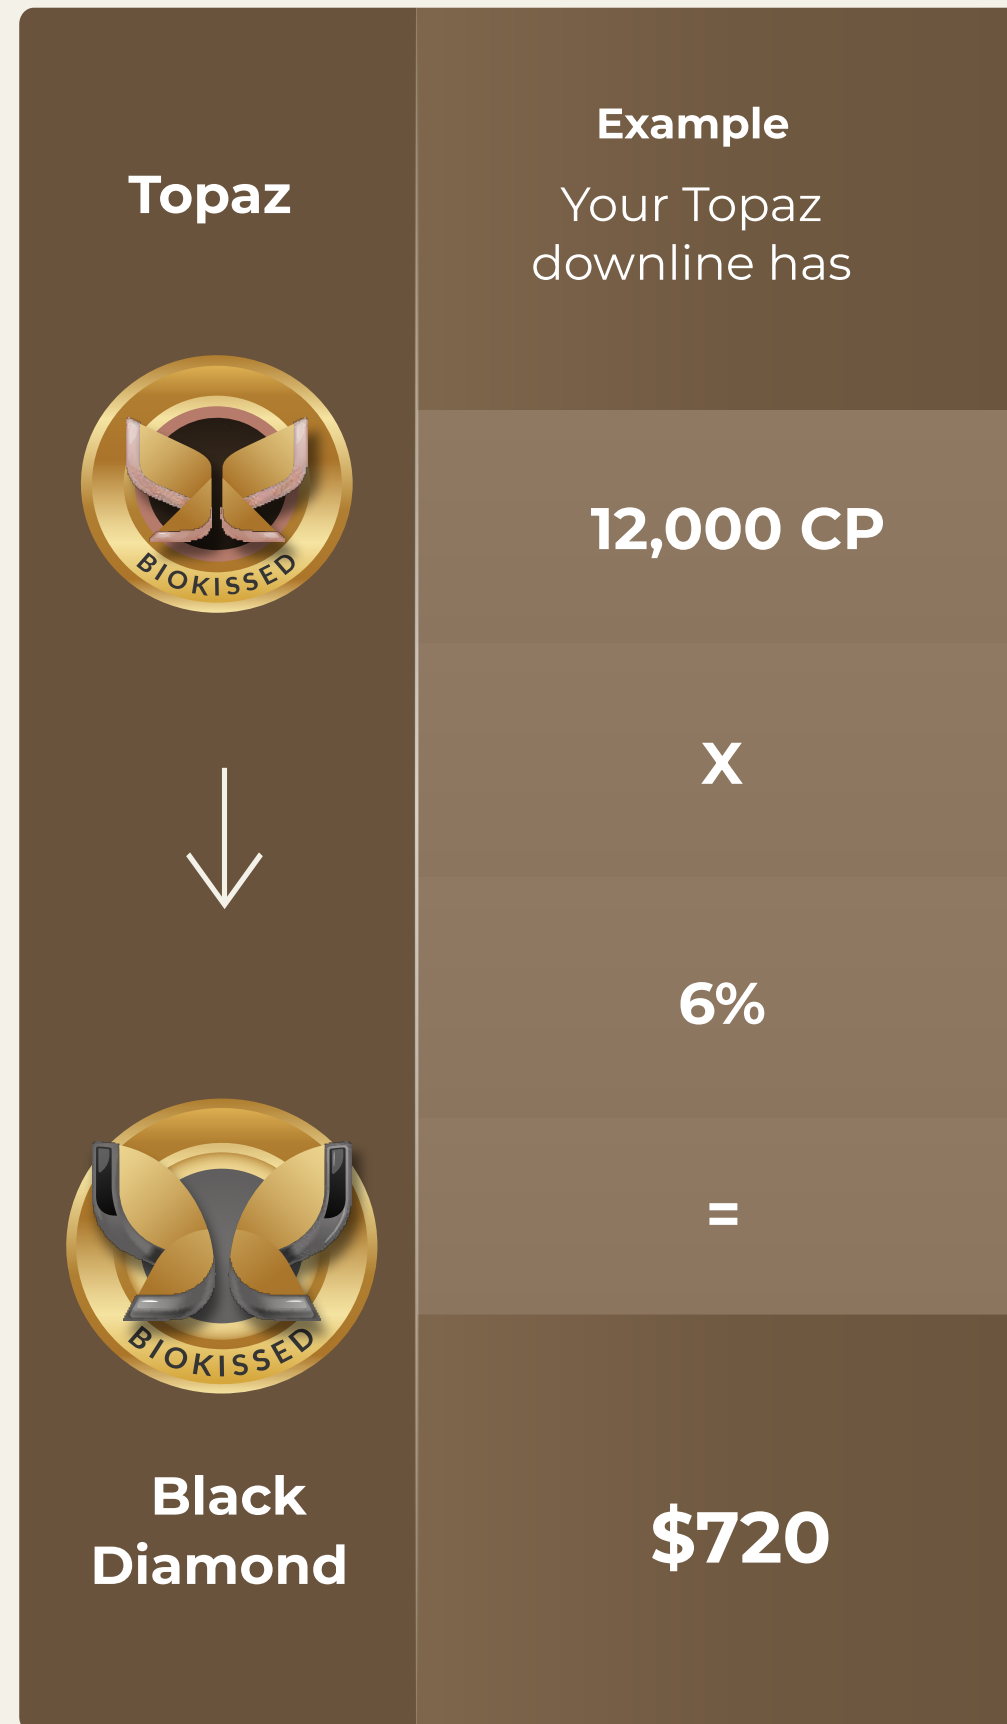 Topaz
BIOKISSED
BIOKISSED
Black
Diamond
Example
Your Topaz
downline has
12,000 CP
X
6%
=
$720